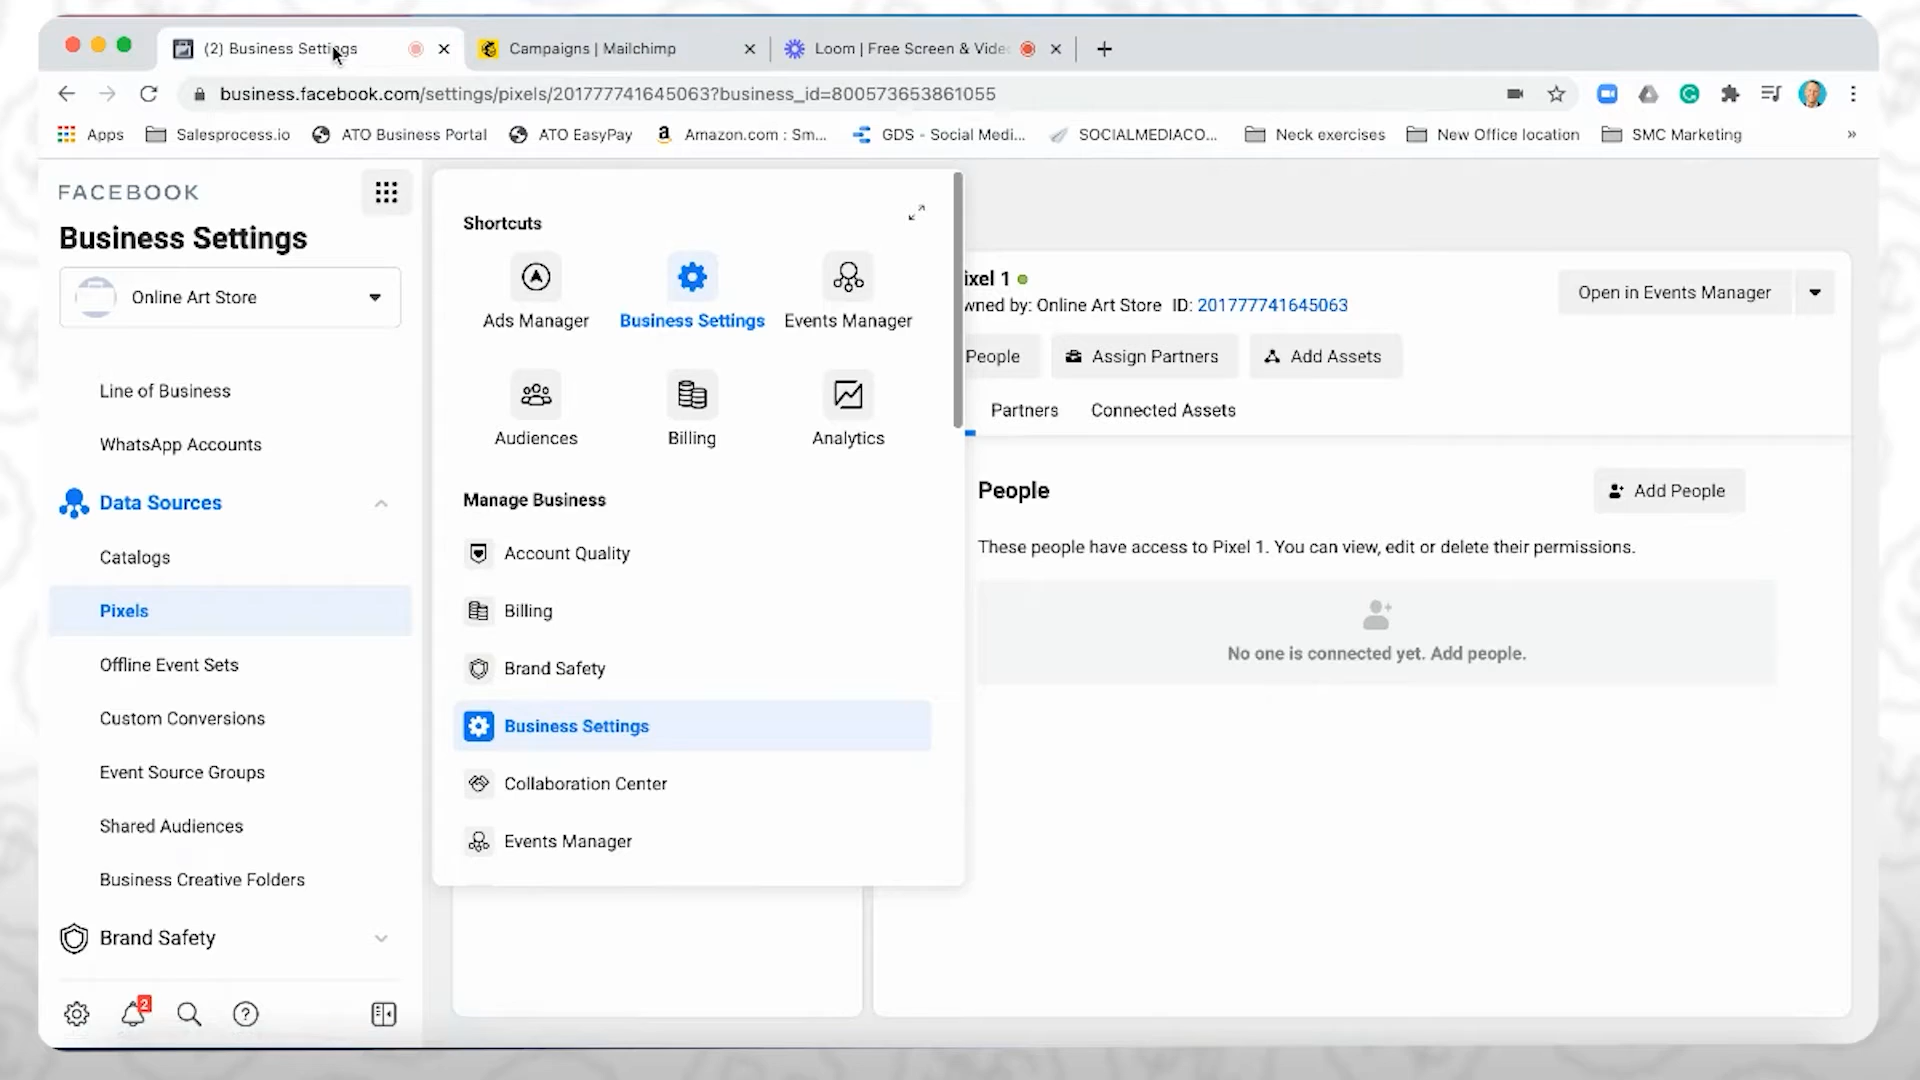 (2) Business Settings
Campaigns | Mailchimp
Loom | Free Screen & Vide
business.facebook.com/settings/pixels/201777741645063?business_id=800573653861055
Apps
Salesprocess.io
ATO Business Portal
ATO EasyPay
Amazon.com : Sm...
GDS - Social Medi...
SOCIALMEDIACO...
Neck exercises
New Office location
SMC Marketing
»
FACEBOOK
Business Settings
Online Art Store
Line of Business
WhatsApp Accounts
Data Sources
Catalogs
Pixels
Offline Event Sets
Custom Conversions
Event Source Groups
Shared Audiences
Business Creative Folders
Brand Safety
2
Shortcuts
Ads Manager
Business Settings
Events Manager
Audiences
Billing
Analytics
Manage Business
Account Quality
Billing
Brand Safety
Business Settings
Collaboration Center
Events Manager
ixel 1
wned by: Online Art Store ID: 201777741645063
Open in Events Manager
People
Assign Partners
Add Assets
Partners
Connected Assets
People
Add People
These people have access to Pixel 1. You can view, edit or delete their permissions.
No one is connected yet. Add people.